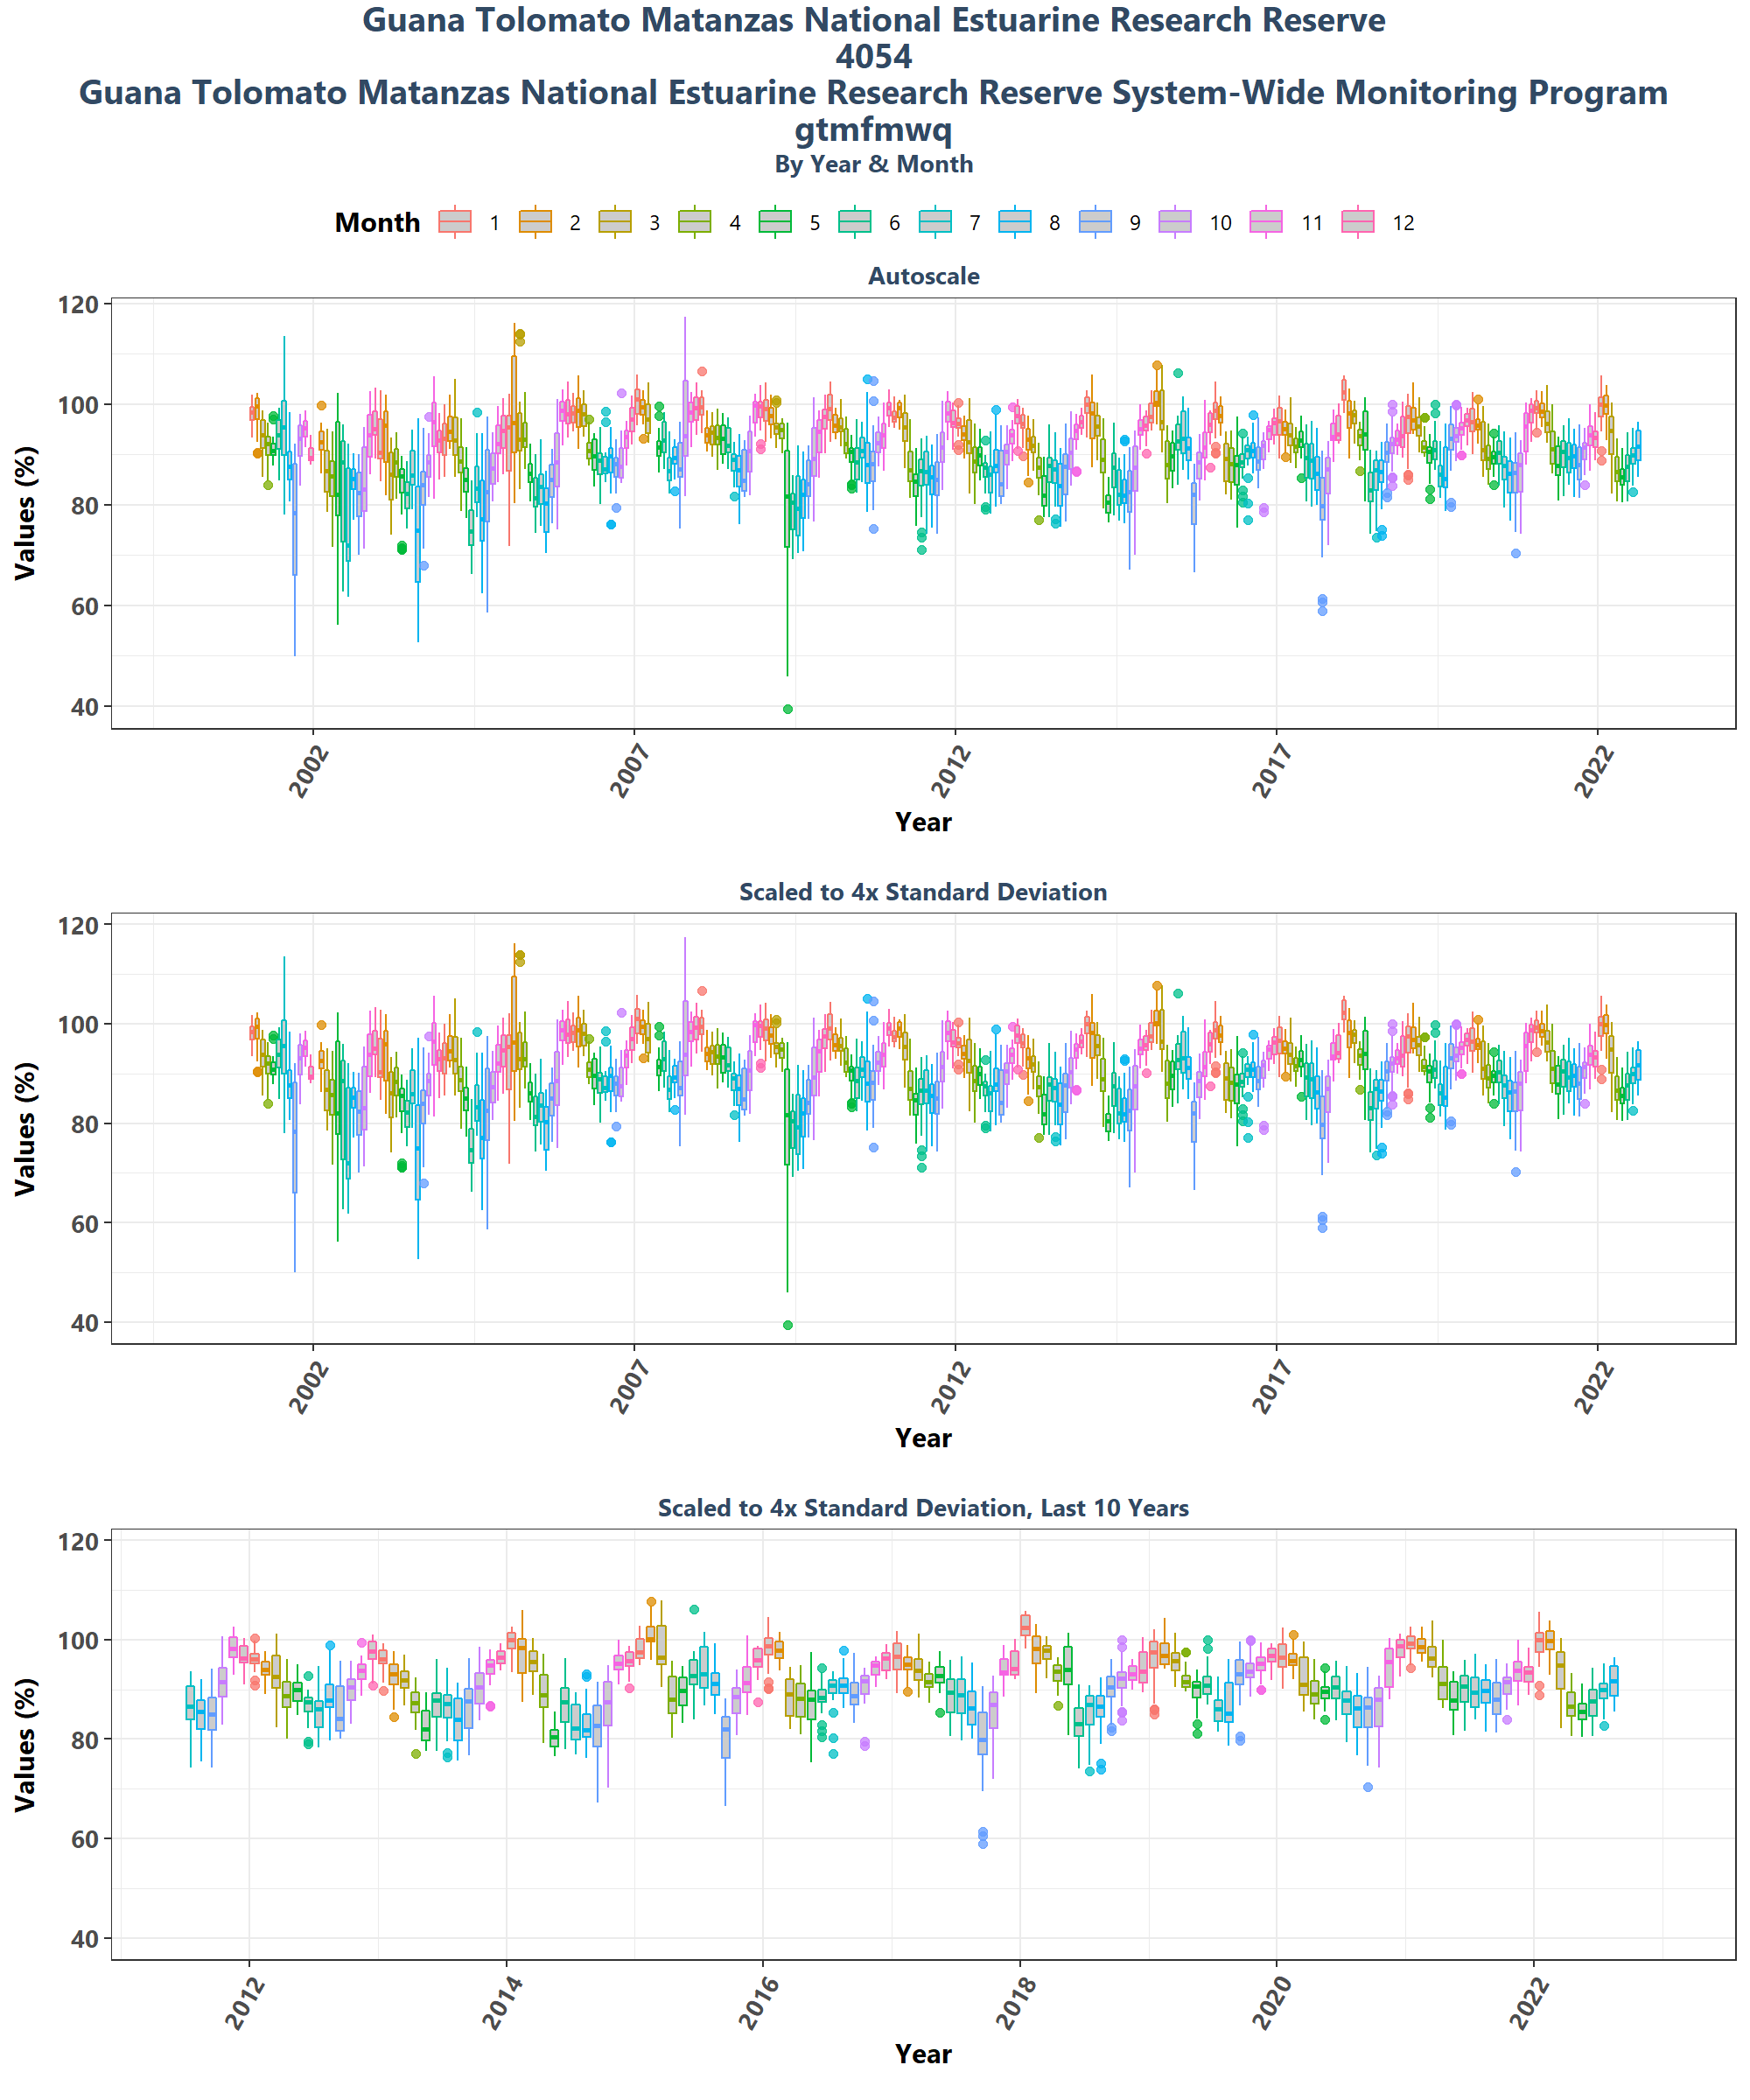 Guana Tolomato Matanzas National Estuarine Research Reserve
4054
Guana Tolomato Matanzas National Estuarine Research Reserve System-Wide Monitoring Program
gtmfmwq
By Year & Month
Month 1 2 3 4 5 6 7 8 9 10 11 12
Autoscale
120
100
80
60
40
Values (%)
2002 2007 2012 2017 2022
Year
Scaled to 4x Standard Deviation
120
100
80
60
40
Values (%)
2002 2007 2012 2017 2022
Year
Scaled to 4x Standard Deviation, Last 10 Years
120
100
80
60
40
Values (%)
2012 2014 2016 2018 2020 2022
Year